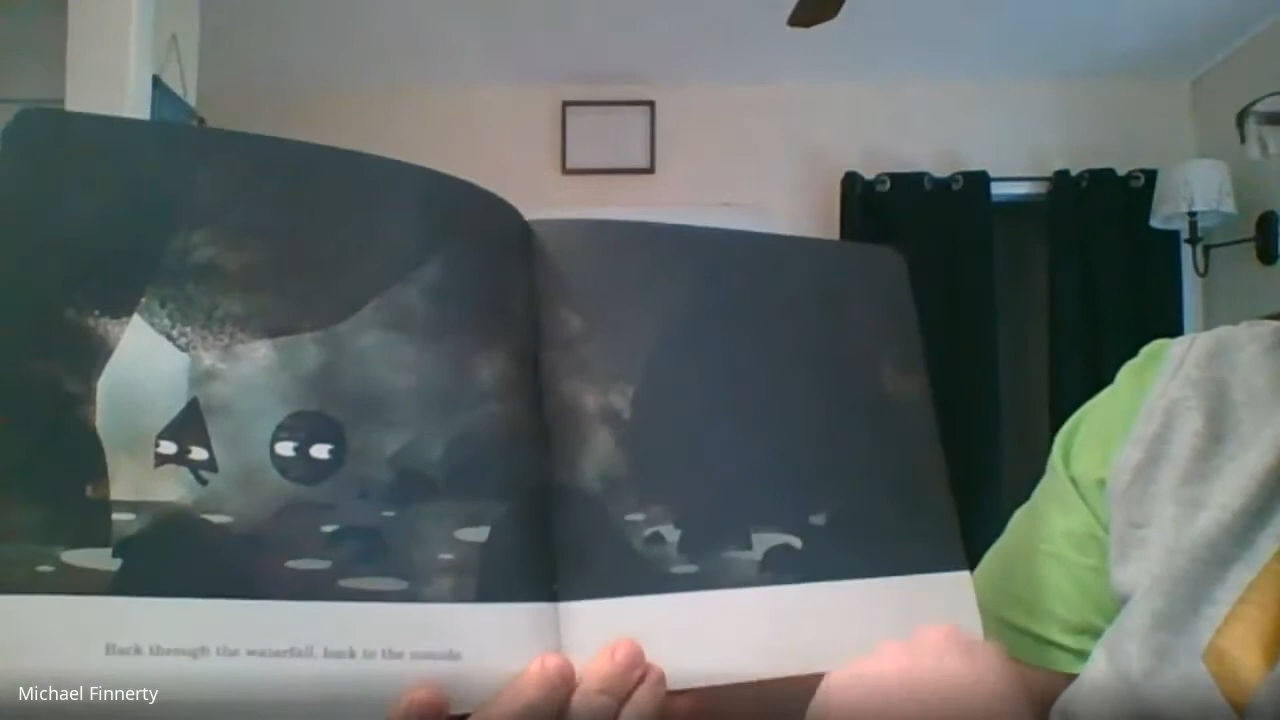 Back through the waterfall, back to the outside.
Michael Finnerty